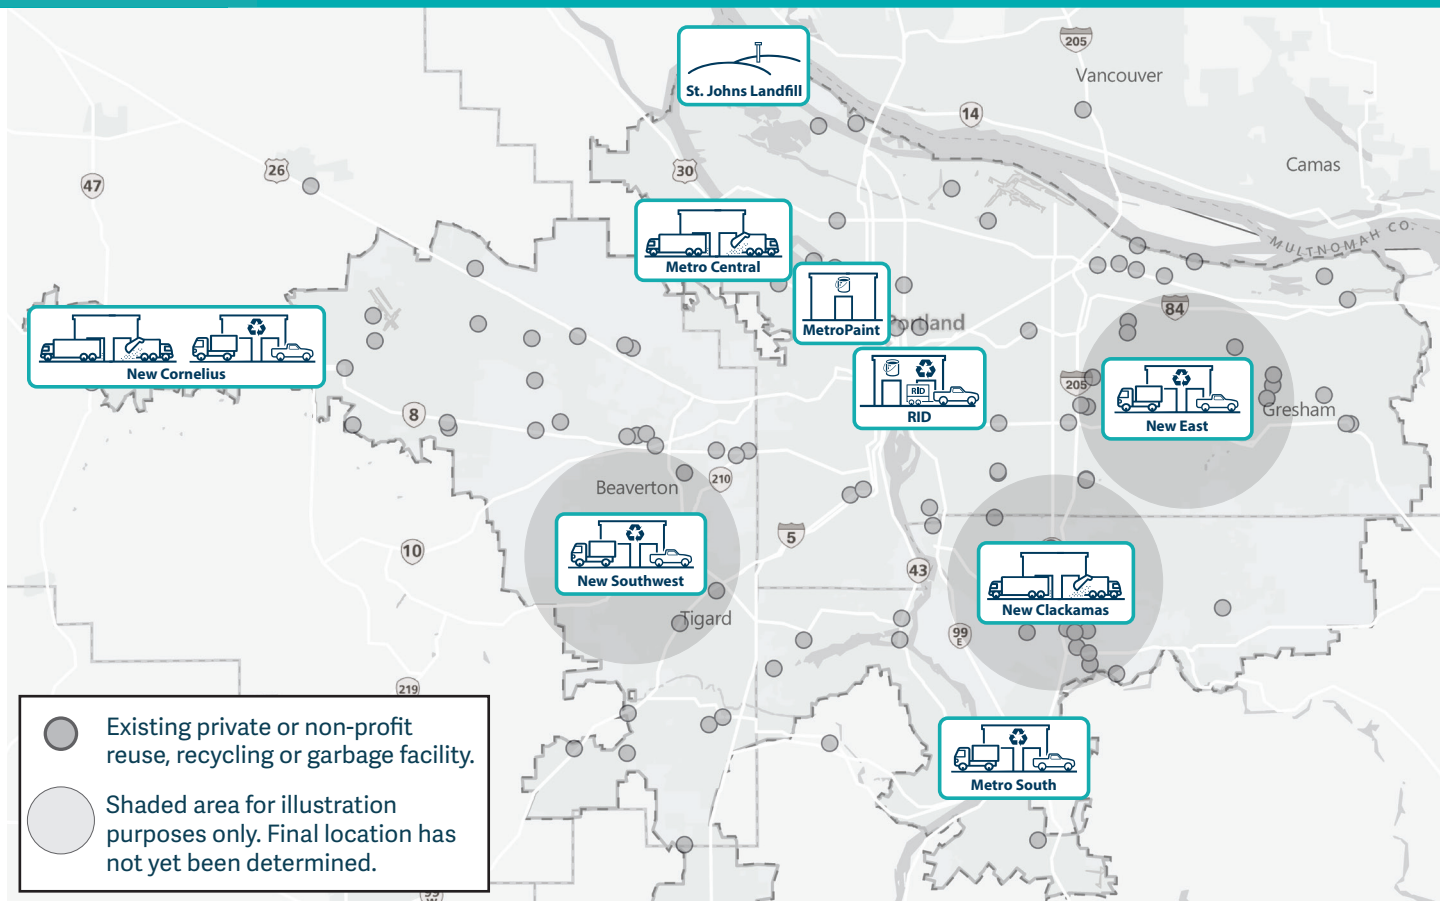 205
Vancouver
St. Johns Landfill
14
Camas
26
30
47
MULTNOMAH CO.
Metro Central
MetroPaint
Portland
84
New Cornelius
RID
RID
205
New East
Gresham
8
210
Beaverton
5
10
New Southwest
43
New Clackamas
Tigard
99
E
219
Existing private or non-profit
reuse, recycling or garbage facility.
Metro South
Shaded area for illustration
purposes only. Final location has
not yet been determined.
99
W